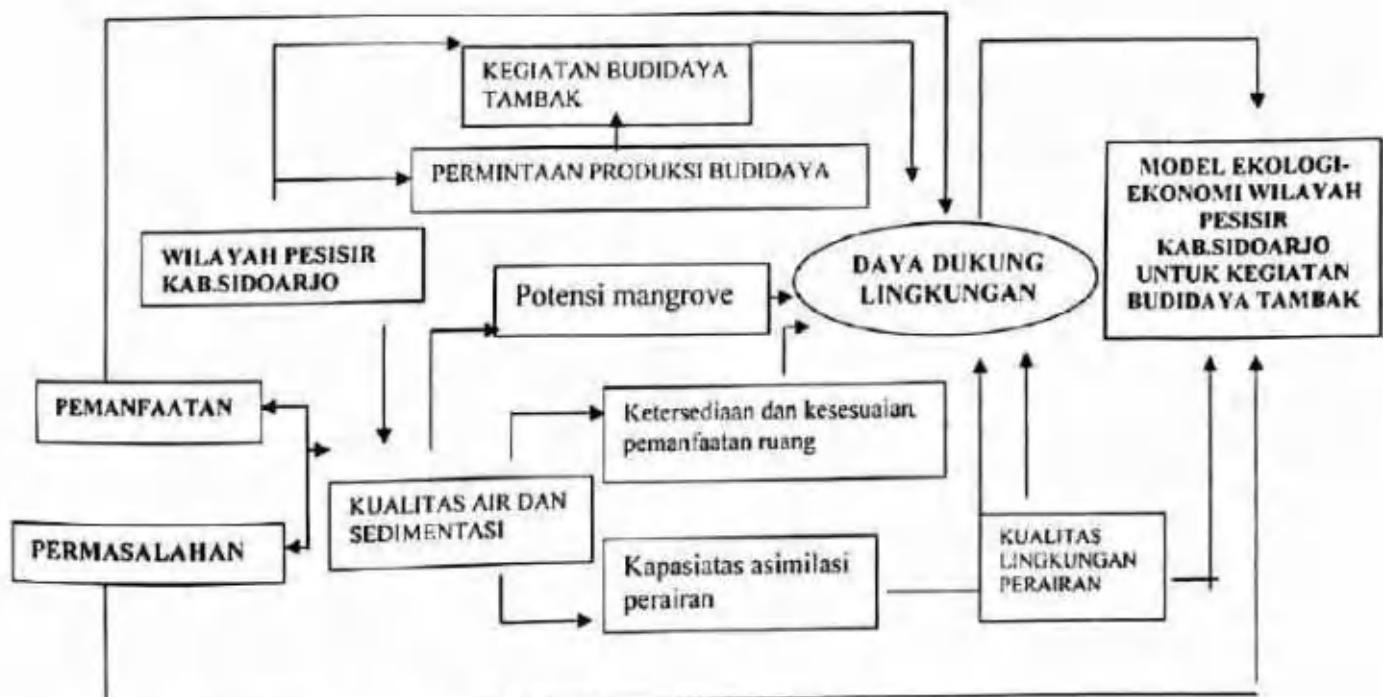 KEGIATAN BUDIDAYA
TAMBAK
PERMINTAAN PRODUKSI BUDIDAYA
WILAYAH PESISIR
KAB.SIDOARJO
Potensi mangrove
DAYA DUKUNG
LINGKUNGAN
MODEL EKOLOGI-
EKONOMI WILAYAH
PESISIR
KAB.SIDOARJO
UNTUK KEGIATAN
BUDIDAYA TAMBAK
PEMANFAATAN
Ketersediaan dan kesesuaian
pemanfaatan ruang
KUALITAS AIR DAN
SEDIMENTASI
PERMASALAHAN
Kapasiatas asimilasi
perairan
KUALITAS
LINGKUNGAN
PERAIRAN